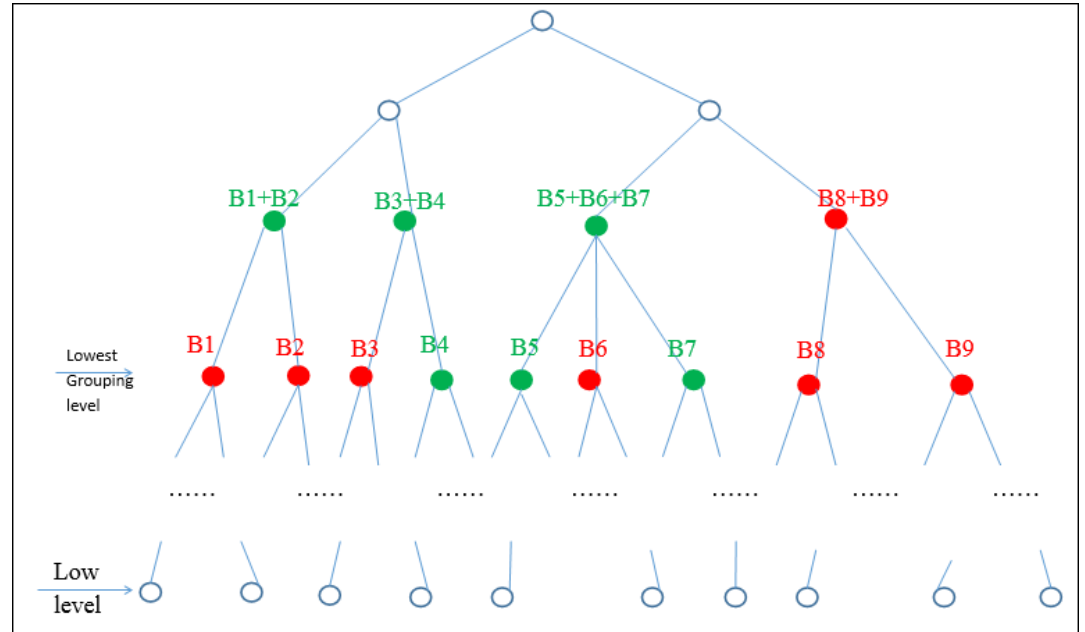 B1+B2
B3+B4
B5+B6+B7
B8+B9
B1
B2
B3
B4
B5
B6
B7
B8
B9
Lowest
Grouping
level
...... ...... ...... ...... ...... ...... ......
Low
level